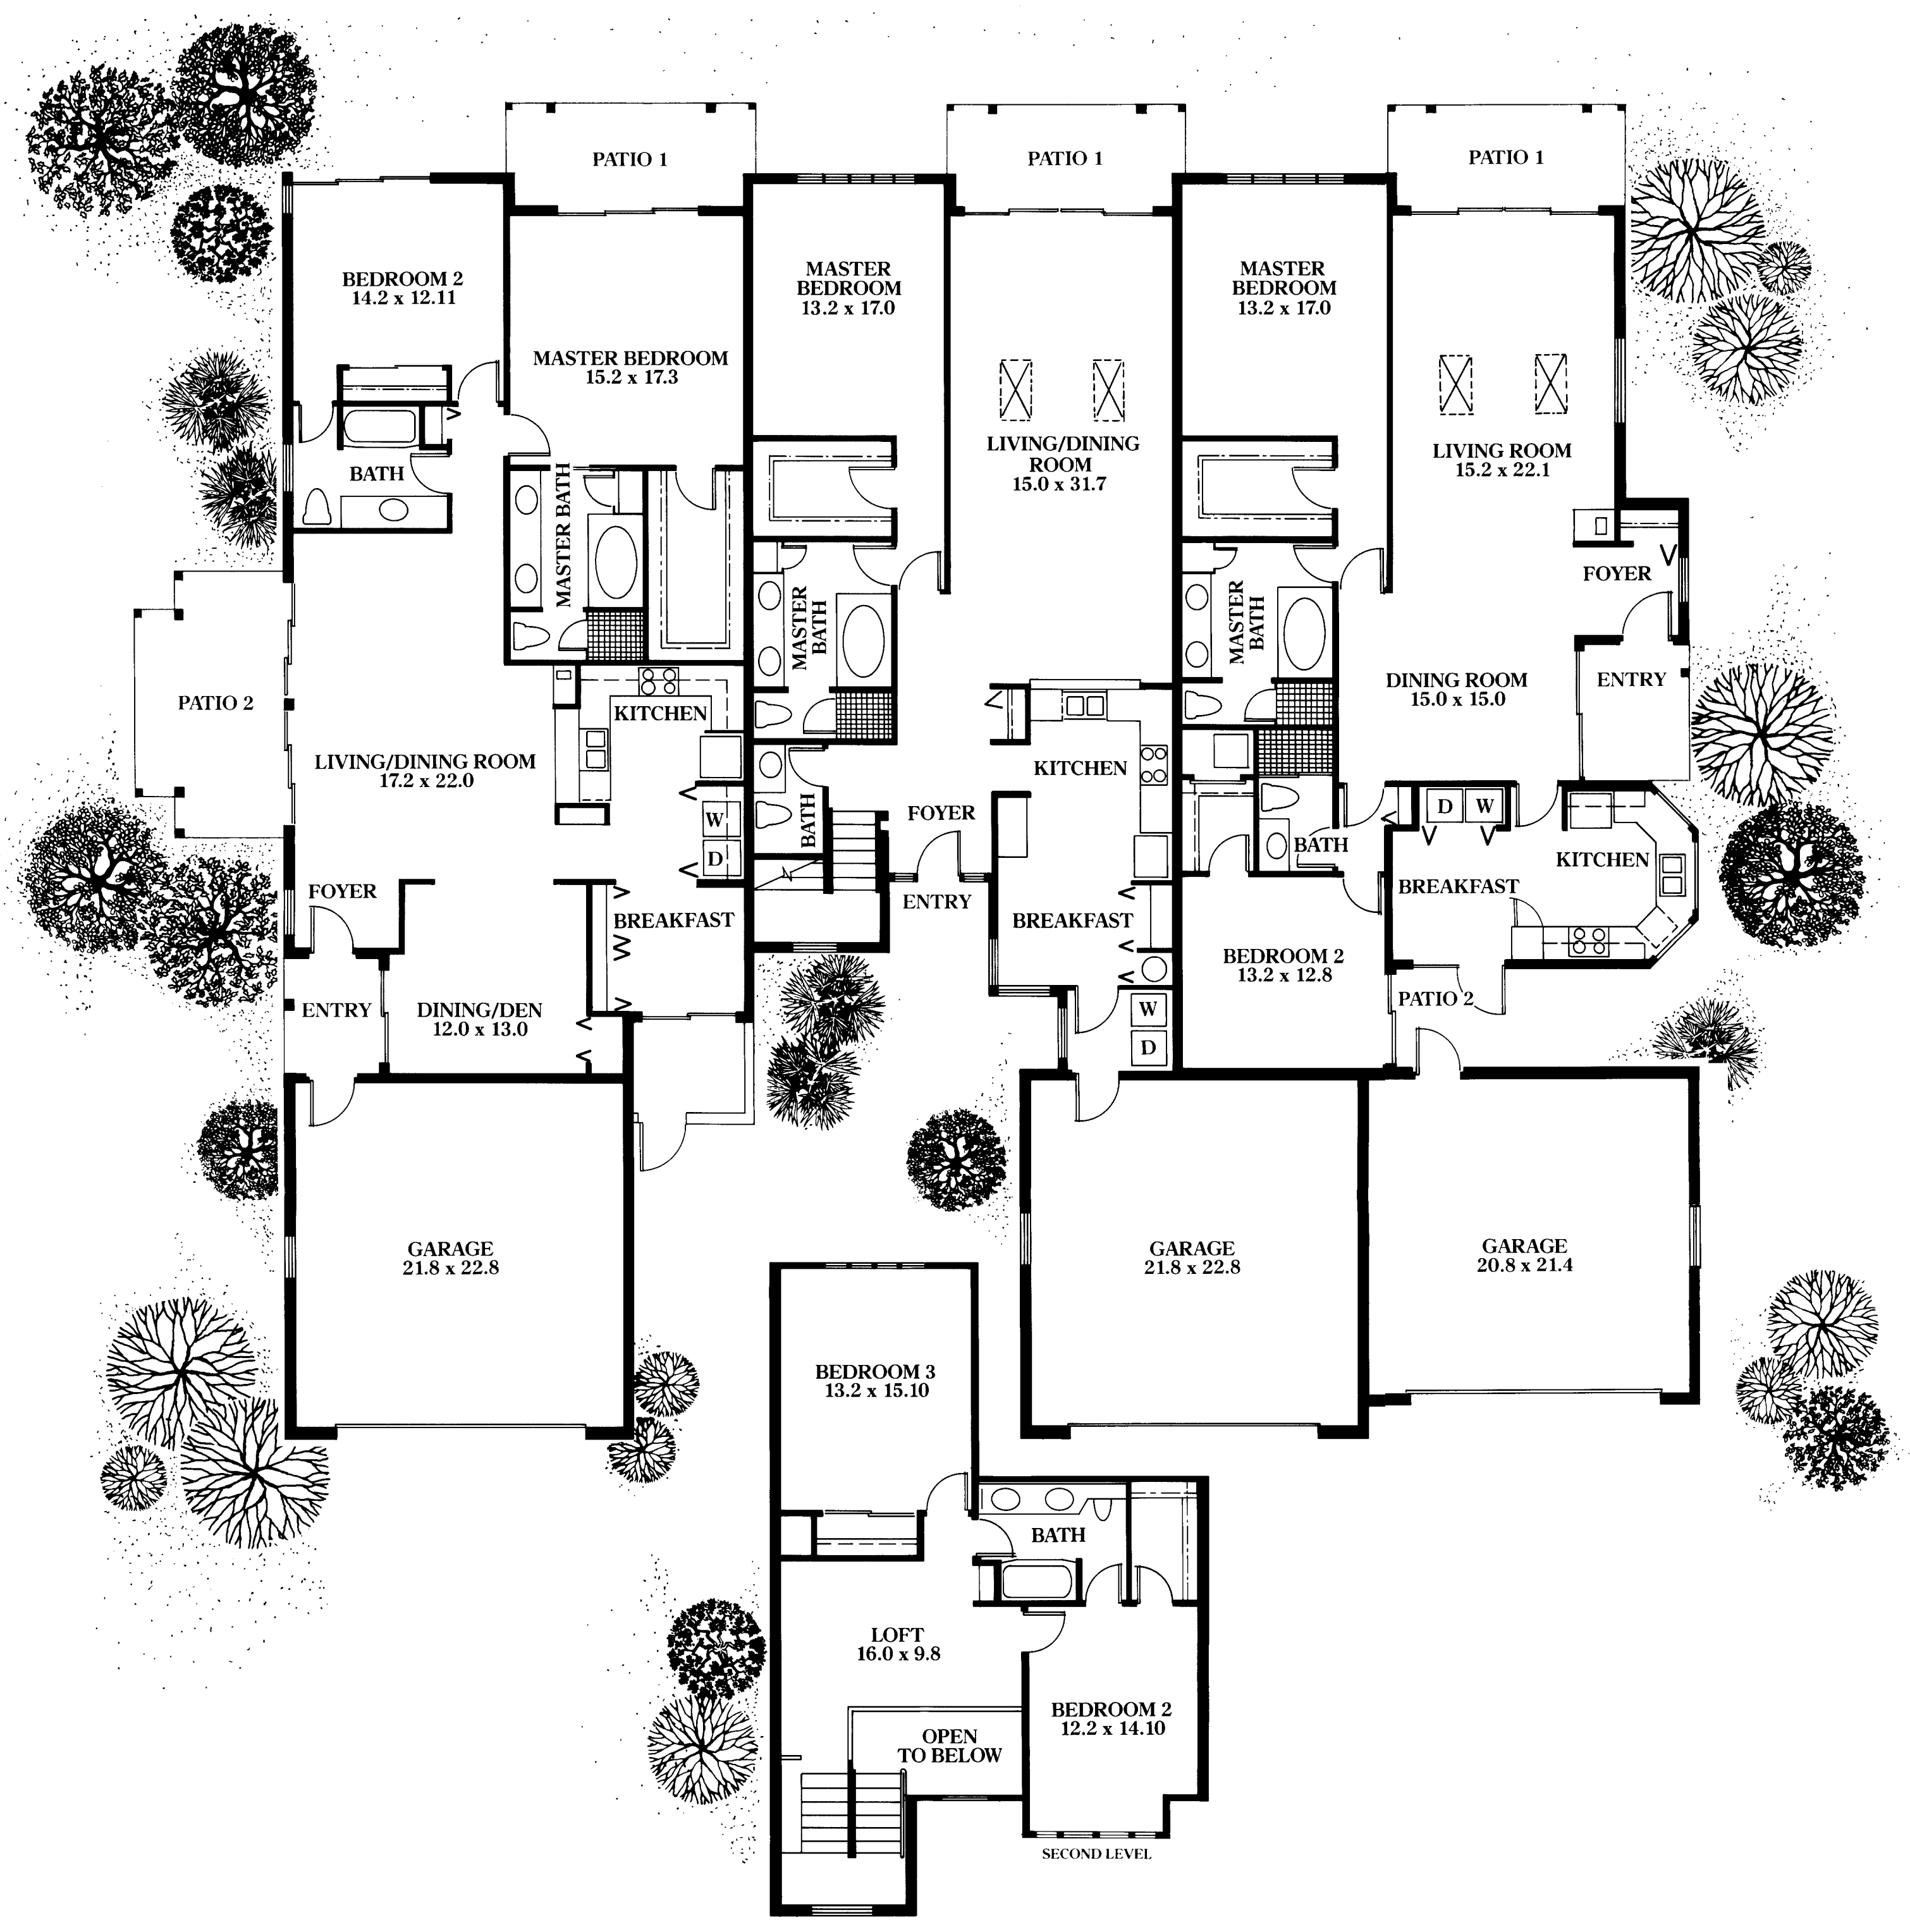 PATIO 1
PATIO 1
PATIO 1
BEDROOM 2
14.2 x 12.11
MASTER BEDROOM
15.2 x 17.3
MASTER
BEDROOM
13.2 x 17.0
LIVING/DINING
ROOM
15.0 x 31.7
MASTER
BEDROOM
13.2 x 17.0
LIVING ROOM
15.2 x 22.1
BATH
MASTER BATH
MASTER
BATH
MASTER
BATH
FOYER
PATIO 2
KITCHEN
DINING ROOM
15.0 x 15.0
ENTRY
LIVING/DINING ROOM
17.2 x 22.0
W
D
BATH
FOYER
KITCHEN
BATH
D
W
KITCHEN
BREAKFAST
FOYER
BREAKFAST
ENTRY
BREAKFAST
BEDROOM 2
13.2 x 12.8
PATIO 2
ENTRY
DINING/DEN
12.0 x 13.0
W
D
GARAGE
21.8 x 22.8
GARAGE
21.8 x 22.8
GARAGE
20.8 x 21.4
BEDROOM 3
13.2 x 15.10
BATH
LOFT
16.0 x 9.8
BEDROOM 2
12.2 x 14.10
OPEN
TO BELOW
SECOND LEVEL